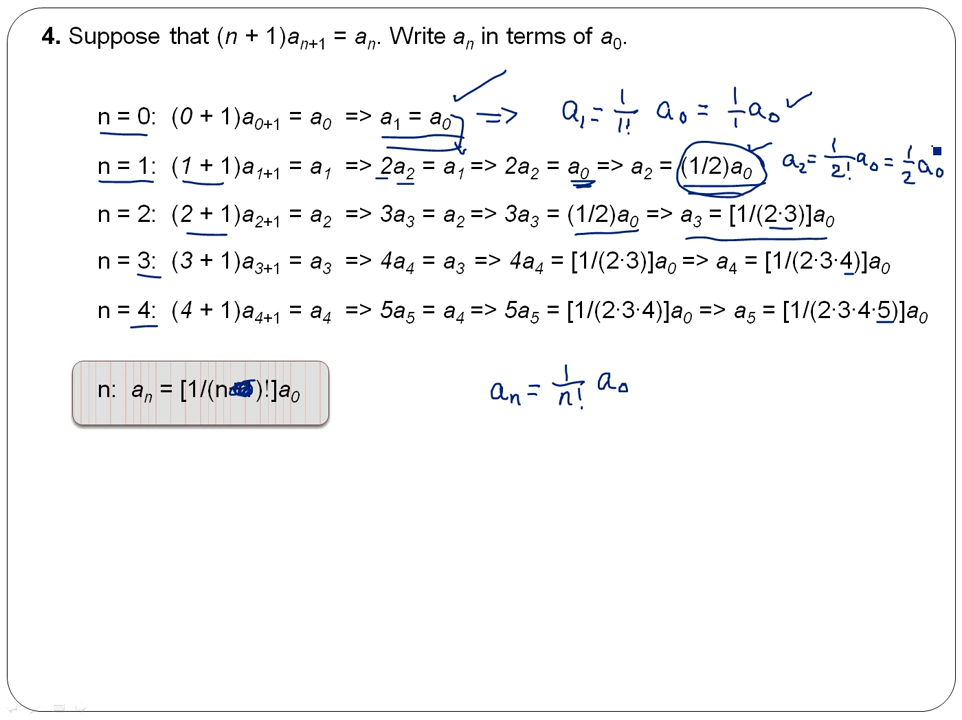 4. Suppose that (n + 1)aₙ₊₁ = aₙ. Write aₙ in terms of a₀.
n = 0: (0 + 1)a₀₊₁ = a₀ => a₁ = a₀ => a₁ = 1/1! a₀ = 1/1 a₀ ✓
n = 1: (1 + 1)a₁₊₁ = a₁ => 2a₂ = a₁ => 2a₂ = a₀ => a₂ = (1/2)a₀ a₂ = 1/2! a₀ = 1/2 a₀
n = 2: (2 + 1)a₂₊₁ = a₂ => 3a₃ = a₂ => 3a₃ = (1/2)a₀ => a₃ = [1/(2·3)]a₀
n = 3: (3 + 1)a₃₊₁ = a₃ => 4a₄ = a₃ => 4a₄ = [1/(2·3)]a₀ => a₄ = [1/(2·3·4)]a₀
n = 4: (4 + 1)a₄₊₁ = a₄ => 5a₅ = a₄ => 5a₅ = [1/(2·3·4)]a₀ => a₅ = [1/(2·3·4·5)]a₀
n: aₙ = [1/(n )!]a₀ aₙ = 1/n! a₀